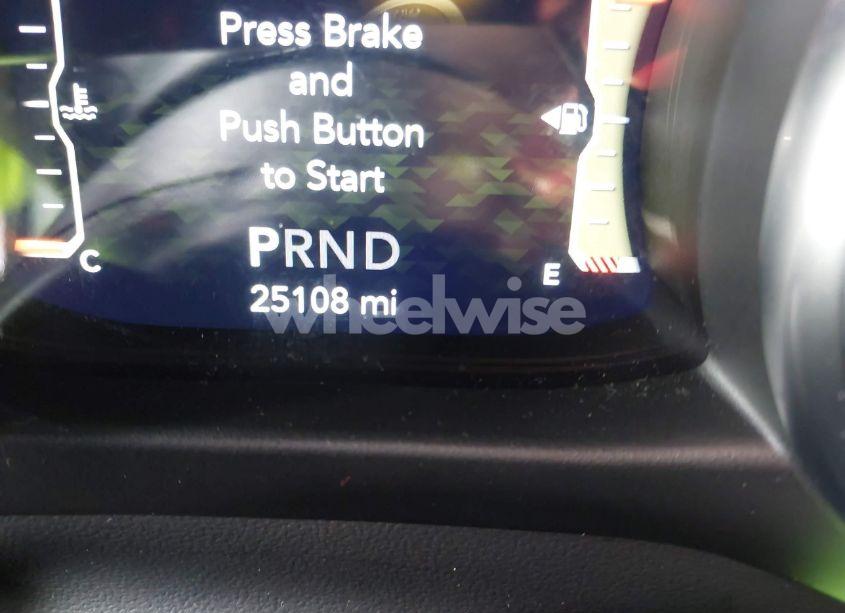 Press Brake
and
Push Button
to Start
PRND
C
E
25108 mi
wheelwise